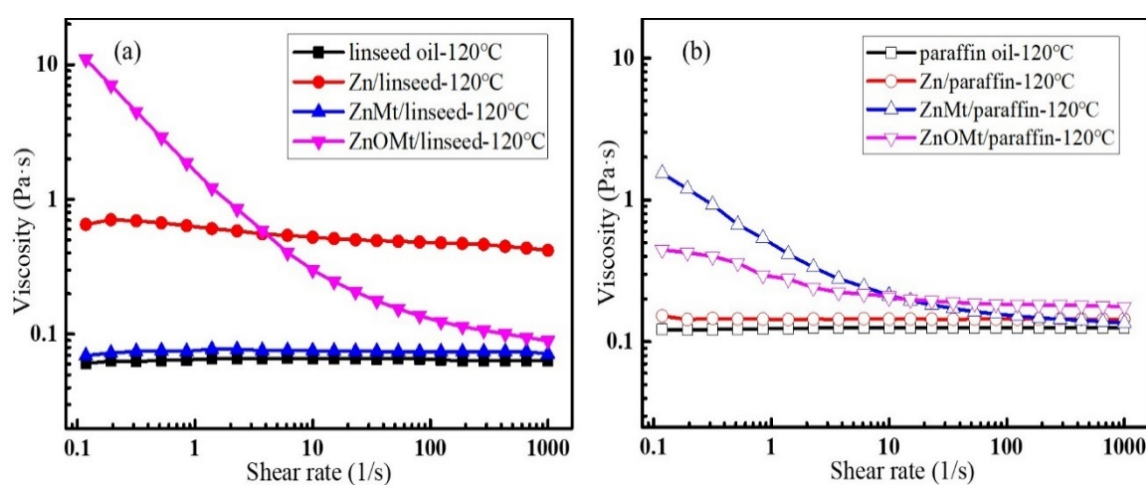 (a)
linseed oil-120℃
Zn/linseed-120℃
ZnMt/linseed-120℃
ZnOMt/linseed-120℃
10
1
0.1
Viscosity (Pa·s)
0.1 1 10 100 1000
Shear rate (1/s)
(b)
paraffin oil-120℃
Zn/paraffin-120℃
ZnMt/paraffin-120℃
ZnOMt/paraffin-120℃
10
1
0.1
Viscosity (Pa·s)
0.1 1 10 100 1000
Shear rate (1/s)